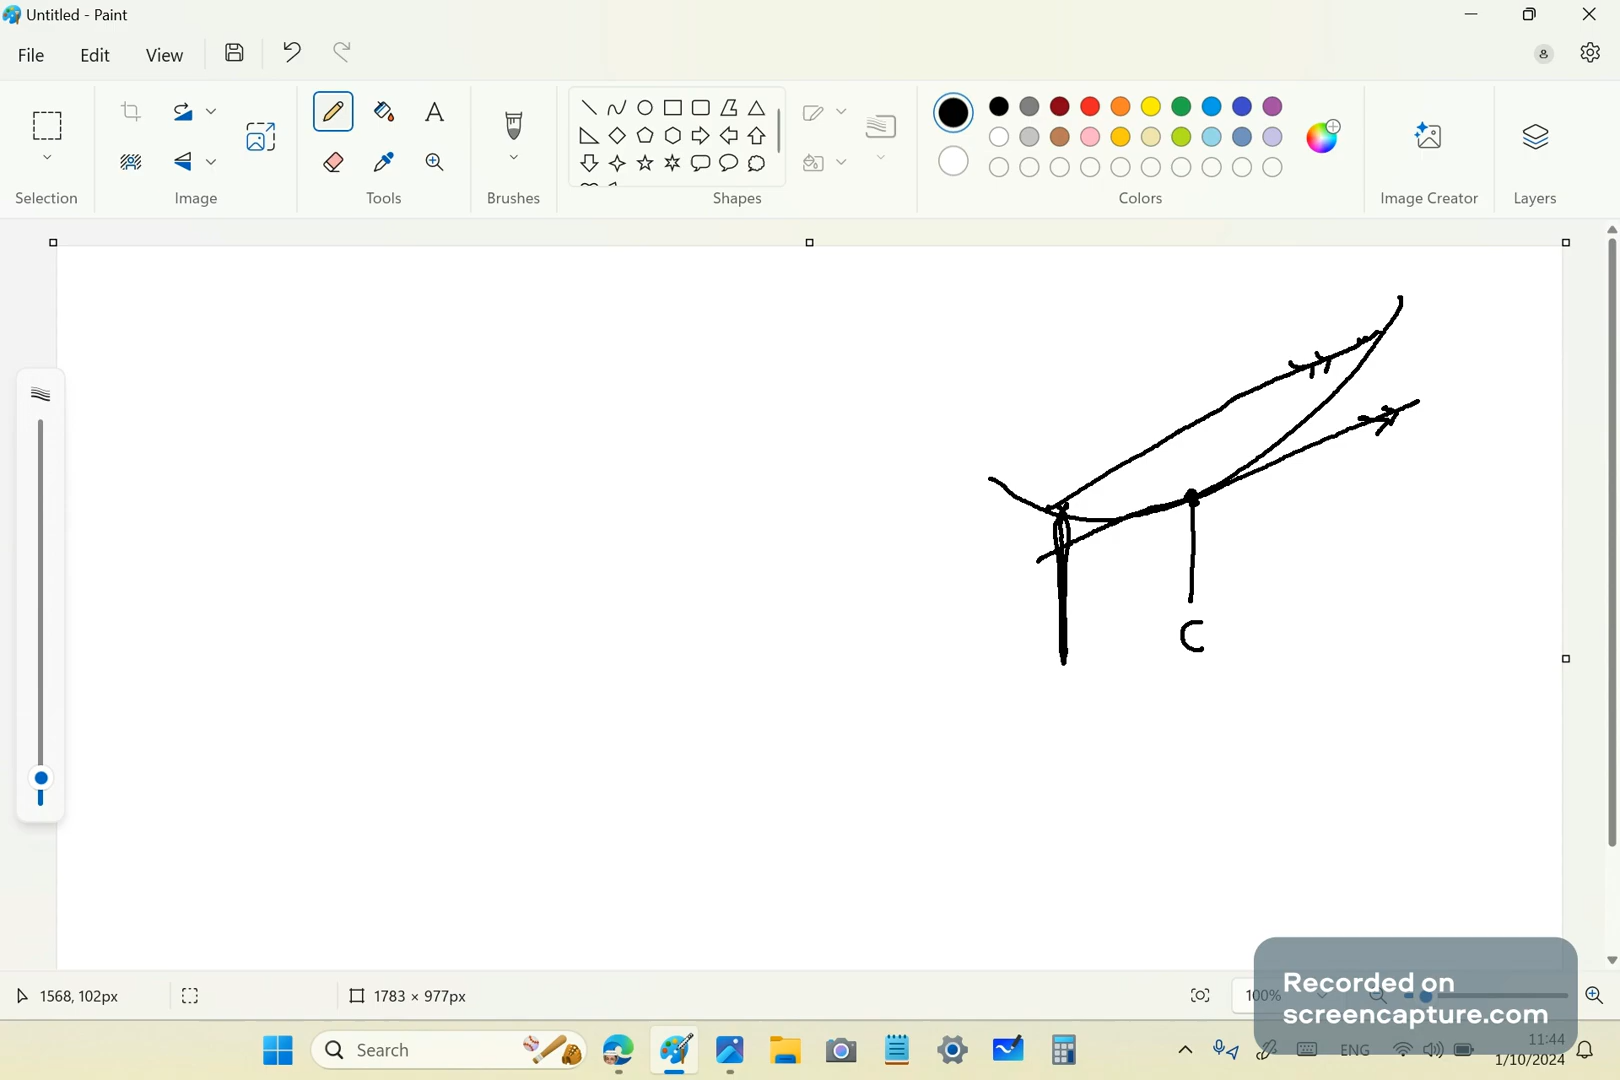 Untitled - Paint
File
Edit
View
Selection
Image
Tools
Brushes
Shapes
Colors
Image Creator
Layers
C
1568, 102px
1783 × 977px
100%
Recorded on
screencapture.com
Search
ENG
11:44
1/10/2024